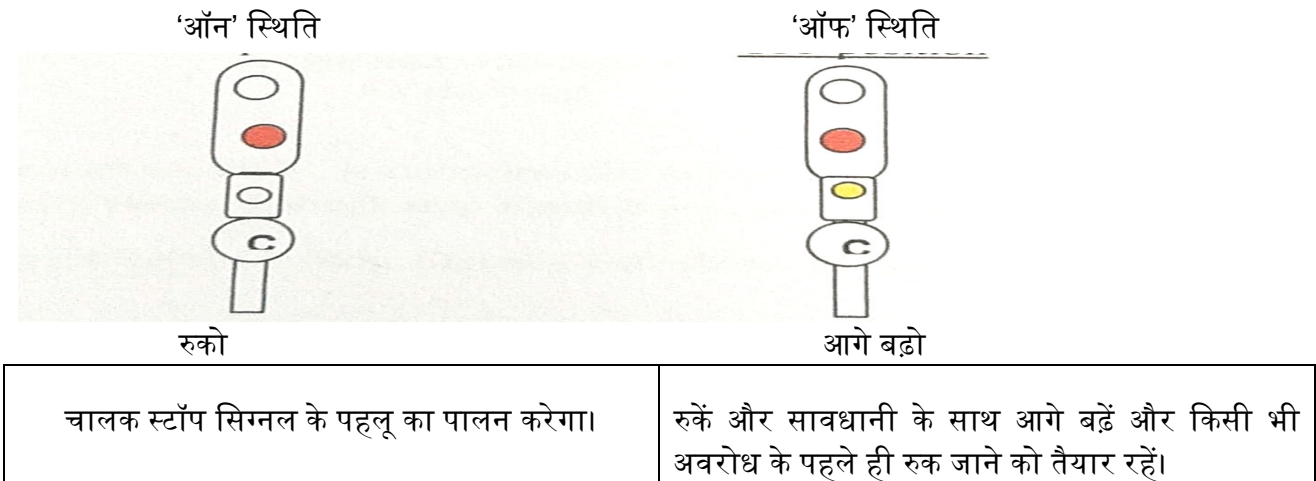 ‘ऑन’ स्थिति
‘ऑफ’ स्थिति
C
C
रुको
आगे बढ़ो
चालक स्टॉप सिग्नल के पहलू का पालन करेगा।
रुकें और सावधानी के साथ आगे बढ़ें और किसी भी
अवरोध के पहले ही रुक जाने को तैयार रहें।